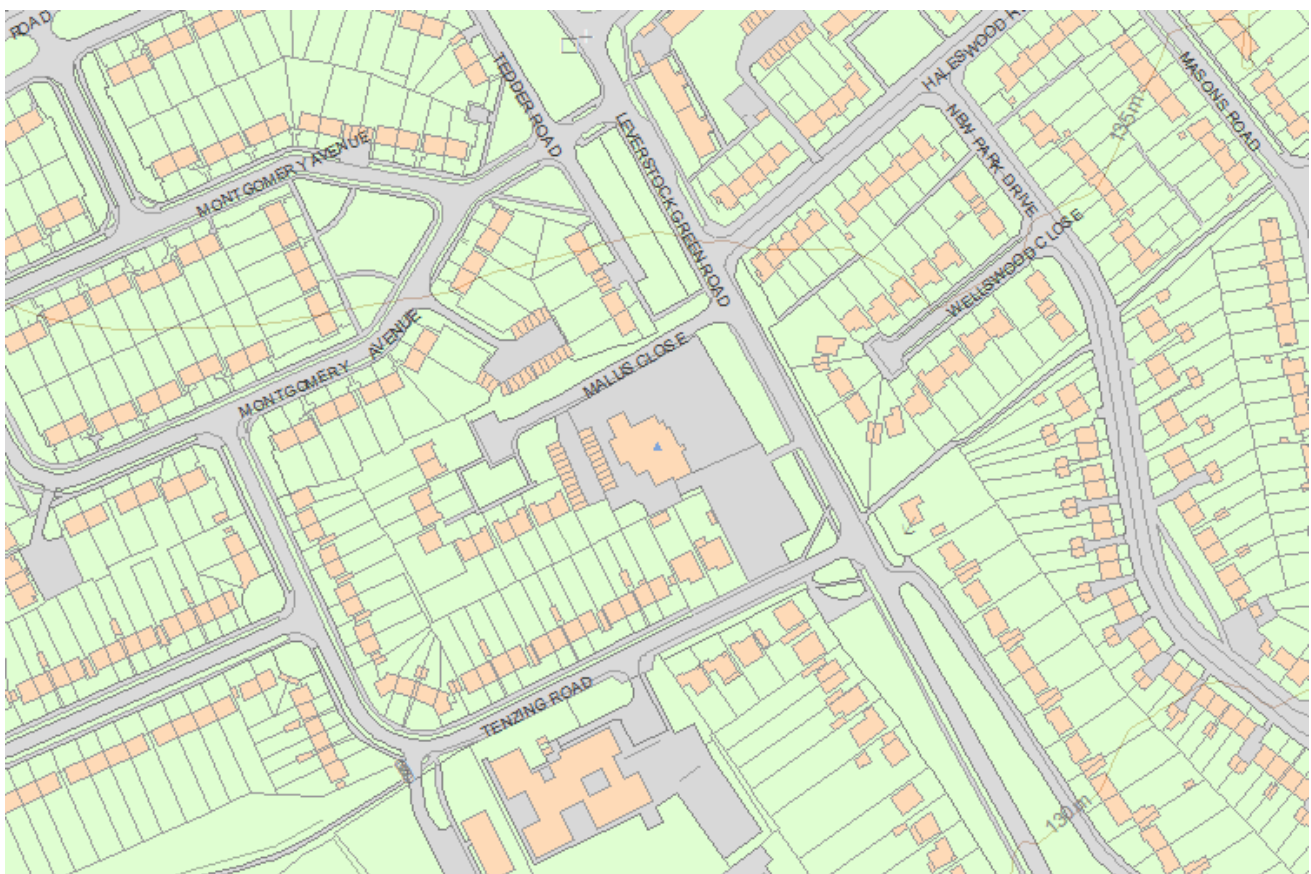 ROAD
TEDDER ROAD
LEVERSTOCK GREEN ROAD
HALESWOOD R
MASONS ROAD
135m
NEW PARK DRIVE
MONTGOMERY AVENUE
WELLSWOOD CLOSE
MONTGOMERY AVENUE
MALUS CLOSE
TENZING ROAD
130m